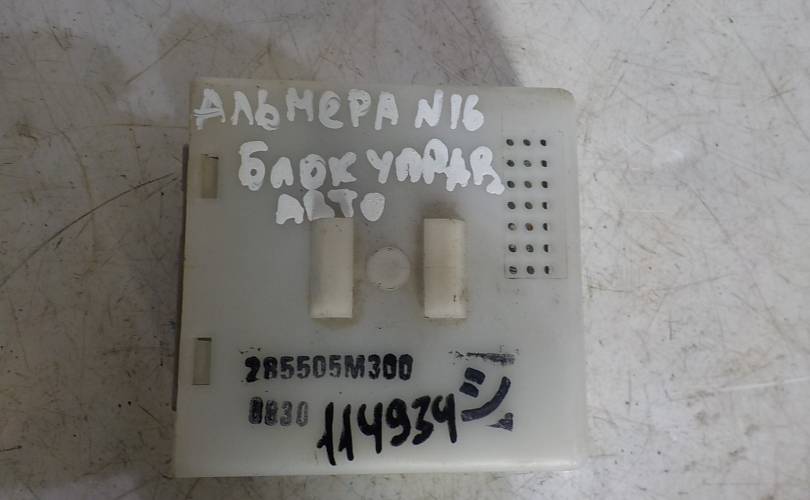 АЛЬМЕРА N16
БЛОК УПРАВ
АВТО
285505M300
8830
114934